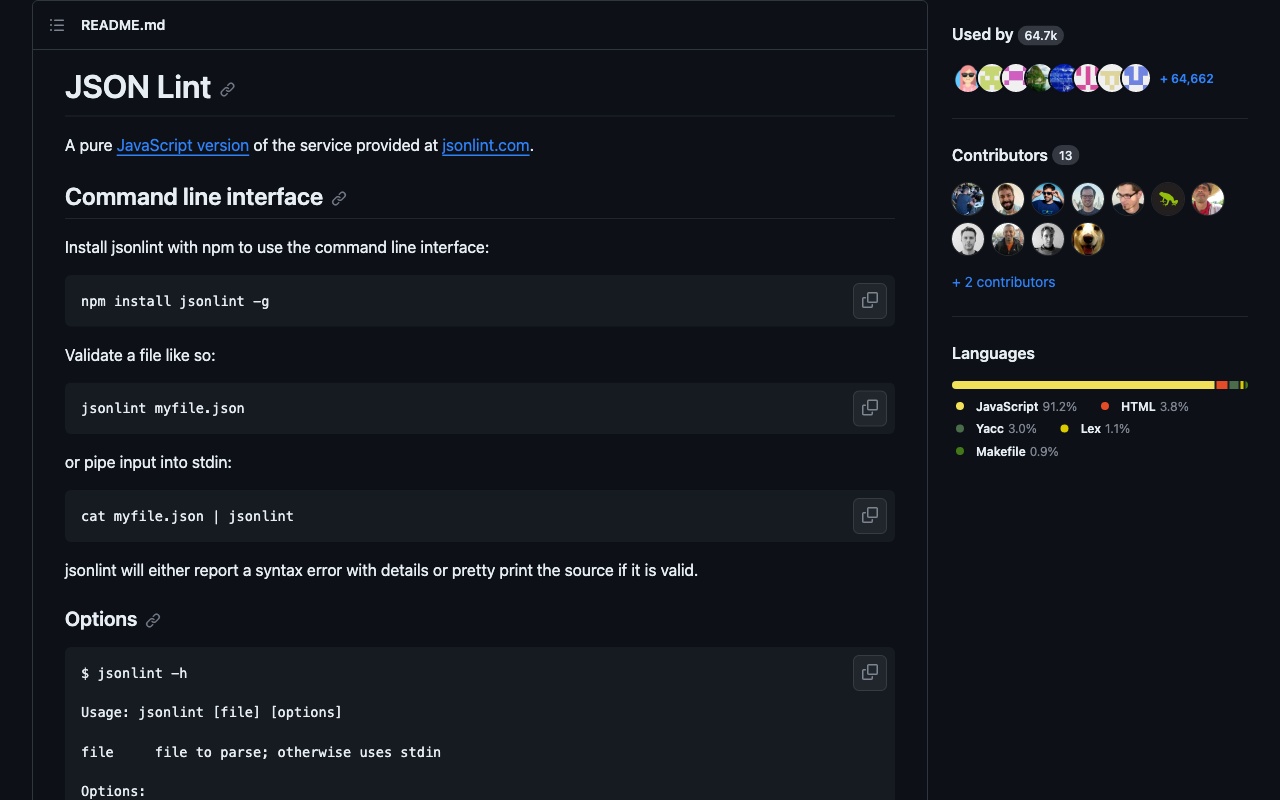 README.md
JSON Lint
A pure JavaScript version of the service provided at jsonlint.com.
Command line interface
Install jsonlint with npm to use the command line interface:
npm install jsonlint -g
Validate a file like so:
jsonlint myfile.json
or pipe input into stdin:
cat myfile.json | jsonlint
jsonlint will either report a syntax error with details or pretty print the source if it is valid.
Options
$ jsonlint -h
Usage: jsonlint [file] [options]
file     file to parse; otherwise uses stdin
Options:
Used by 64.7k
+ 64,662
Contributors 13
+ 2 contributors
Languages
JavaScript 91.2% HTML 3.8%
Yacc 3.0% Lex 1.1%
Makefile 0.9%